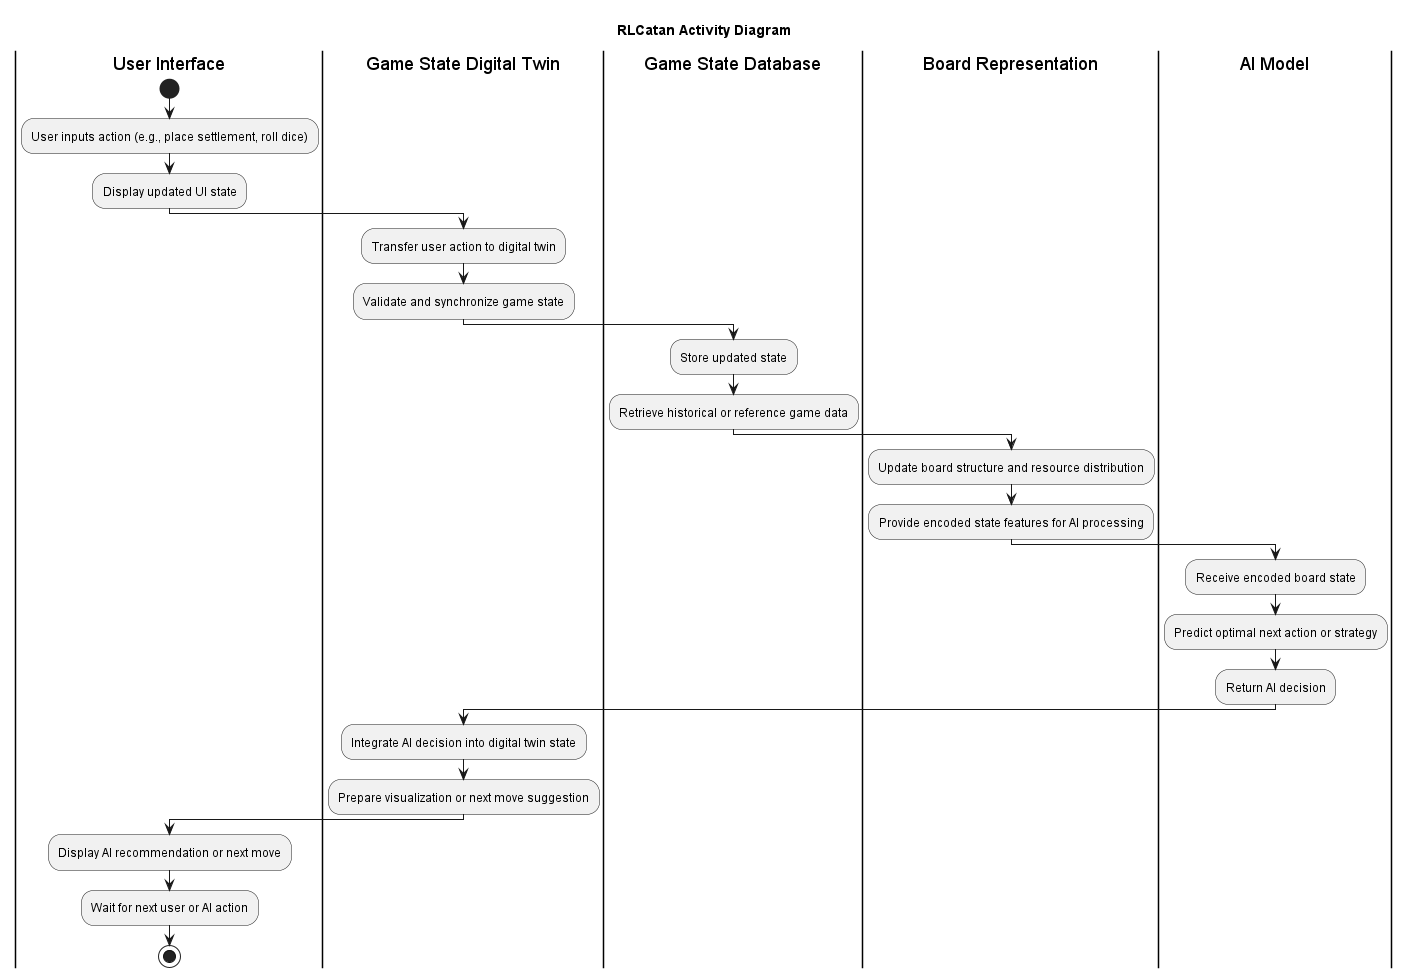 RLCatan Activity Diagram
User Interface
Game State Digital Twin
Game State Database
Board Representation
AI Model
User inputs action (e.g., place settlement, roll dice)
Display updated UI state
Transfer user action to digital twin
Validate and synchronize game state
Store updated state
Retrieve historical or reference game data
Update board structure and resource distribution
Provide encoded state features for AI processing
Receive encoded board state
Predict optimal next action or strategy
Return AI decision
Integrate AI decision into digital twin state
Prepare visualization or next move suggestion
Display AI recommendation or next move
Wait for next user or AI action